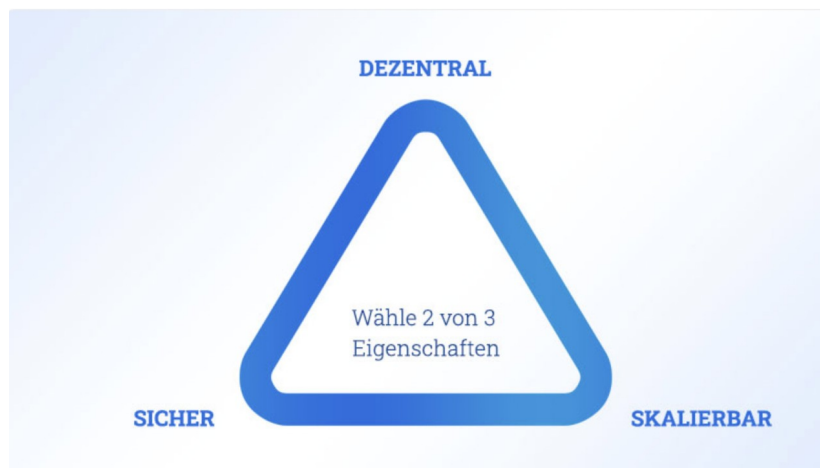 DEZENTRAL
Wähle 2 von 3
Eigenschaften
SICHER
SKALIERBAR